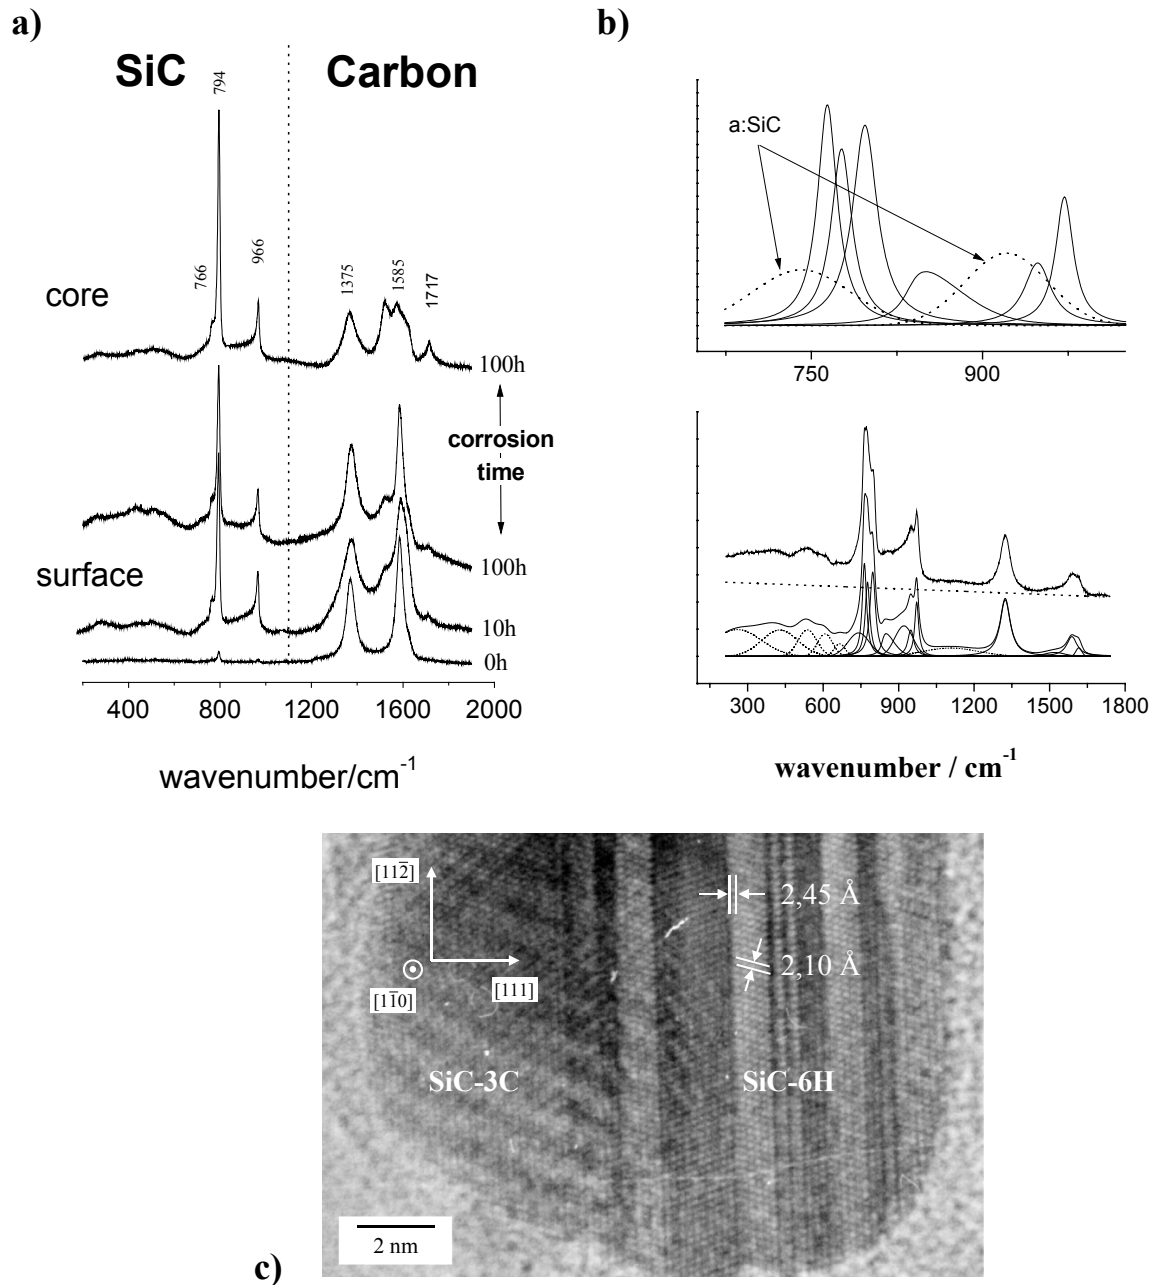 a)
SiC
Carbon
794
766
966
1375
1585
1717
core
100h
corrosion
time
100h
surface
10h
0h
400
800
1200
1600
2000
wavenumber/cm-1
b)
a:SiC
750
900
300
600
900
1200
1500
1800
wavenumber / cm-1
[112̅]
2,45 Å
2,10 Å
[11̅0]
[111]
SiC-3C
SiC-6H
2 nm
c)